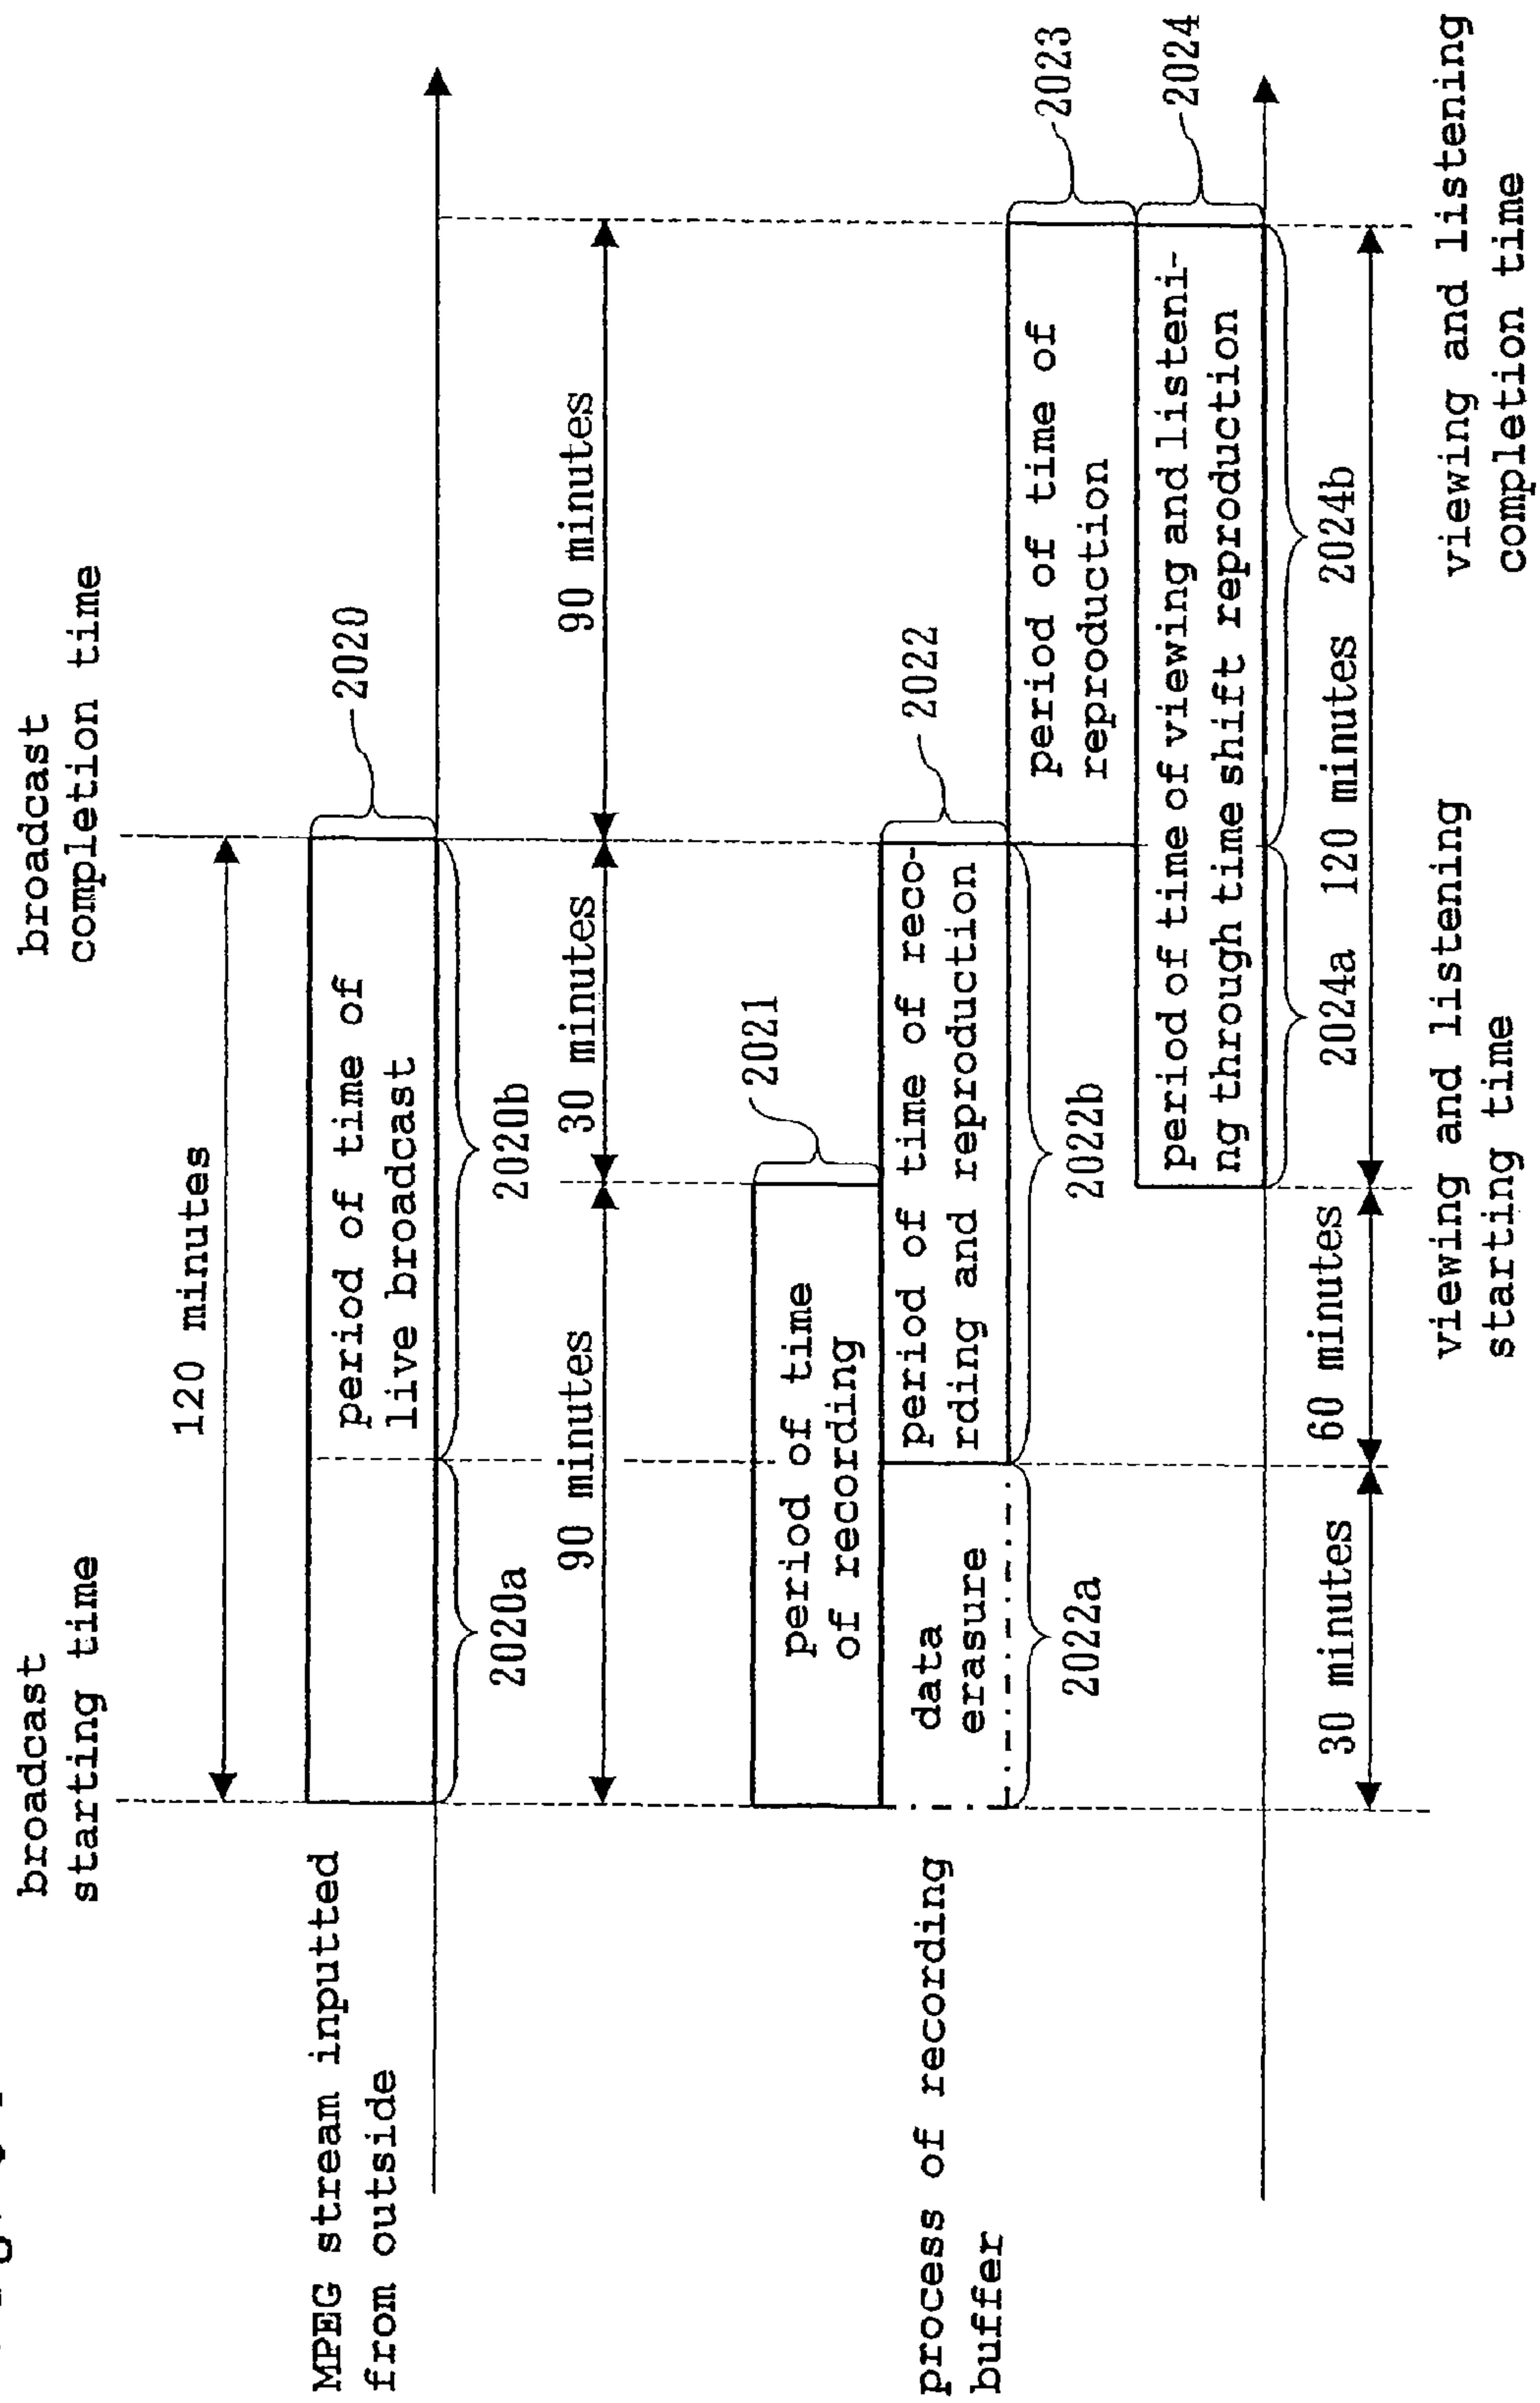 broadcast
starting time
broadcast
completion time
120 minutes
MPEG stream inputted
from outside
period of time of
live broadcast
2020
2020a
2020b
90 minutes
30 minutes
90 minutes
2021
period of time
of recording
process of recording
buffer
data
erasure
period of time of reco-
rding and reproduction
2022
2022a
2022b
period of time of
reproduction
2023
period of time of viewing and listeni-
ng through time shift reproduction
2024
2024a
2024b
30 minutes
60 minutes
120 minutes
viewing and listening
starting time
viewing and listening
completion time